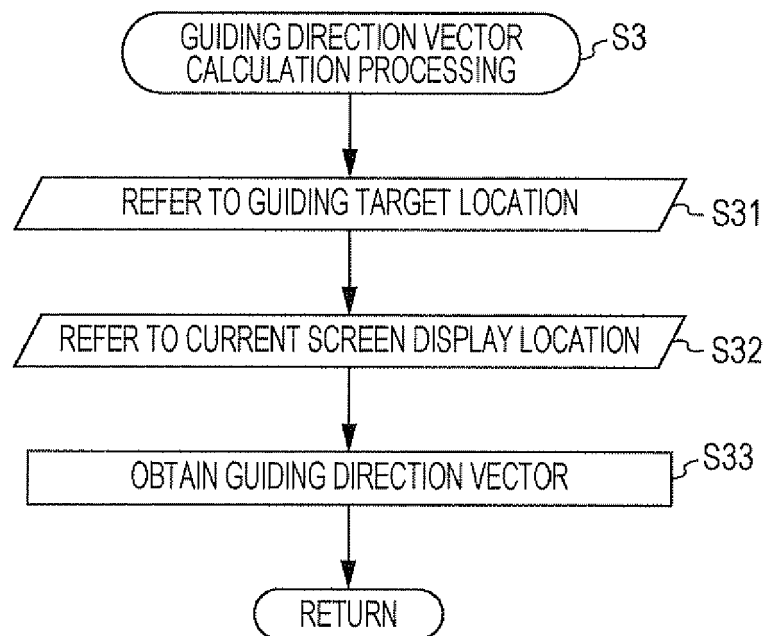 GUIDING DIRECTION VECTOR
CALCULATION PROCESSING
S3
REFER TO GUIDING TARGET LOCATION
S31
REFER TO CURRENT SCREEN DISPLAY LOCATION
S32
OBTAIN GUIDING DIRECTION VECTOR
S33
RETURN